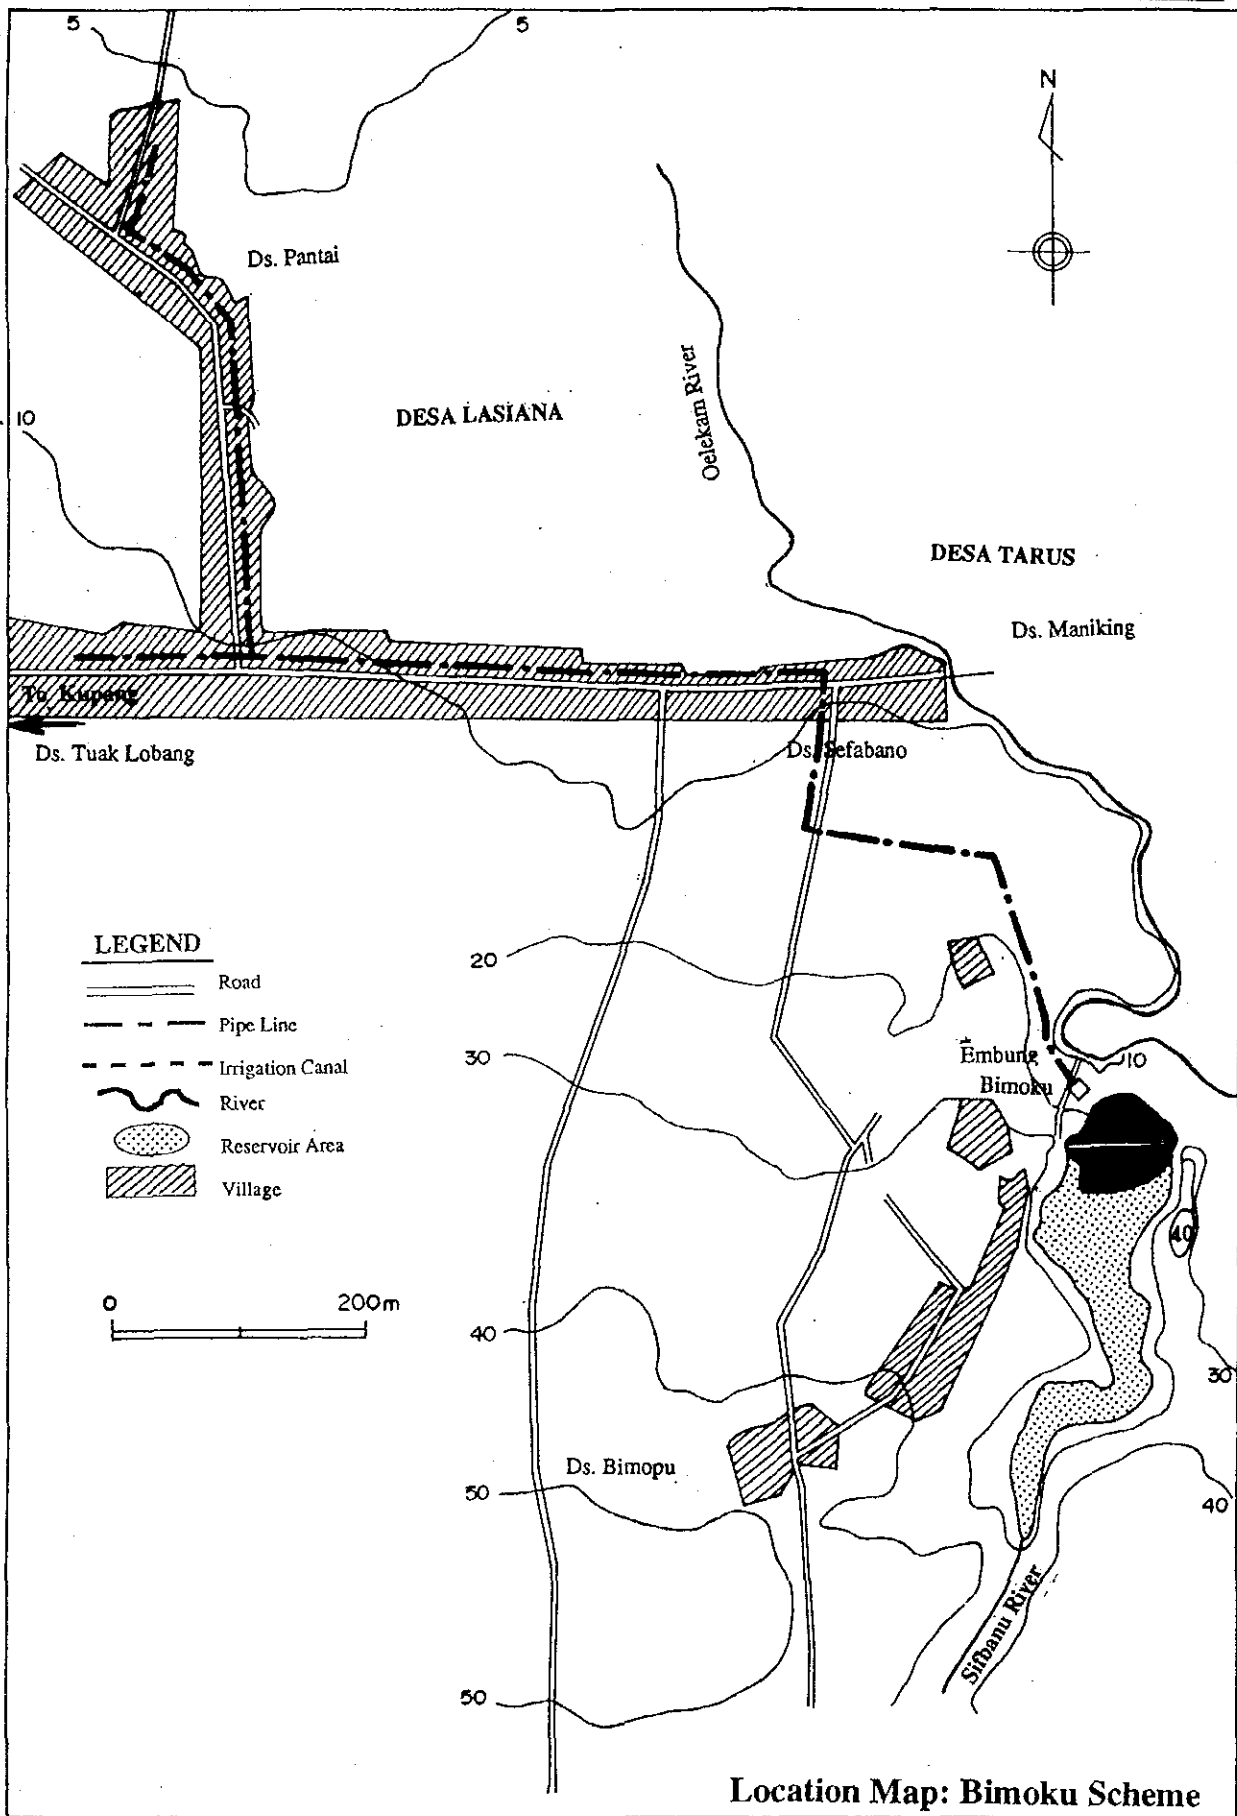 5
5
N
Ds. Pantai
10
DESA LASIANA
Oelekam River
DESA TARUS
Ds. Maniking
To Kupang
Ds. Tuak Lobang
Ds. Sefabano
LEGEND
Road
Pipe Line
Irrigation Canal
River
Reservoir Area
Village
20
30
Embung
Bimoku
10
40
0 200m
40
30
Ds. Bimopu
50
40
Sifbanu River
50
Location Map: Bimoku Scheme